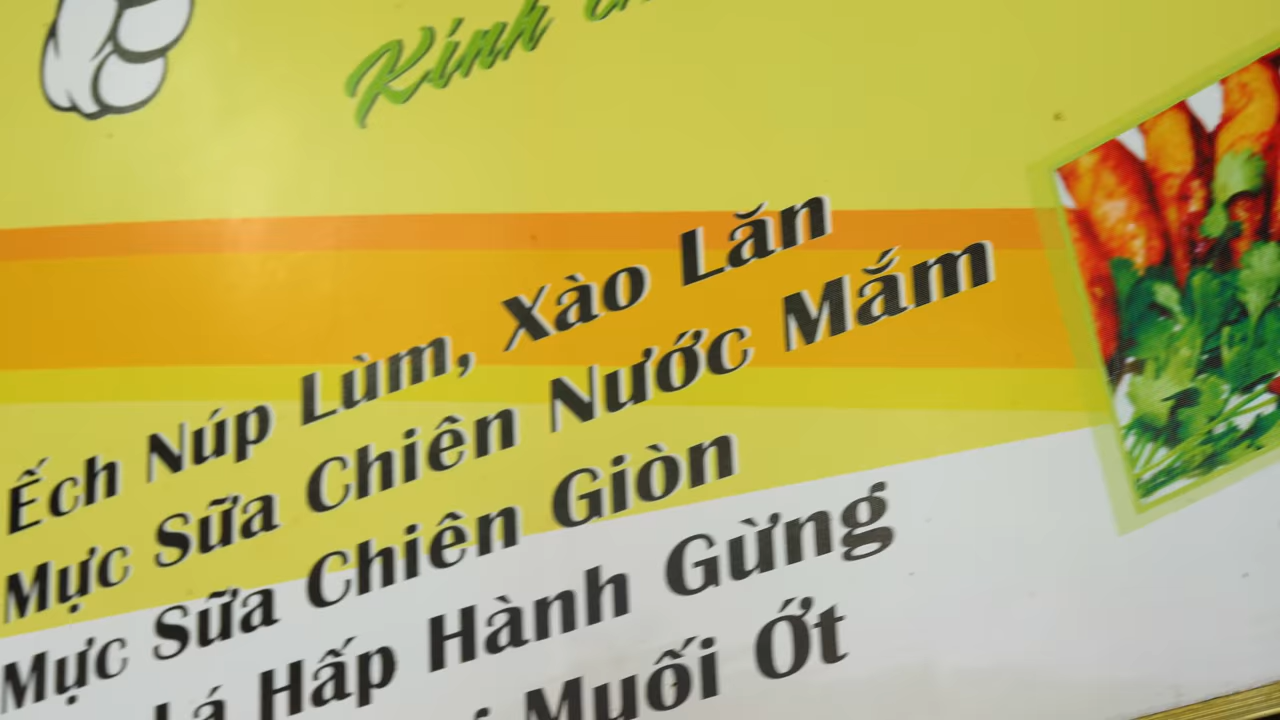 Kính
Ếch Núp Lùm, Xào Lăn
Mực Sữa Chiên Nước Mắm
Mực Sữa Chiên Giòn
Lá Hấp Hành Gừng
Muối Ớt